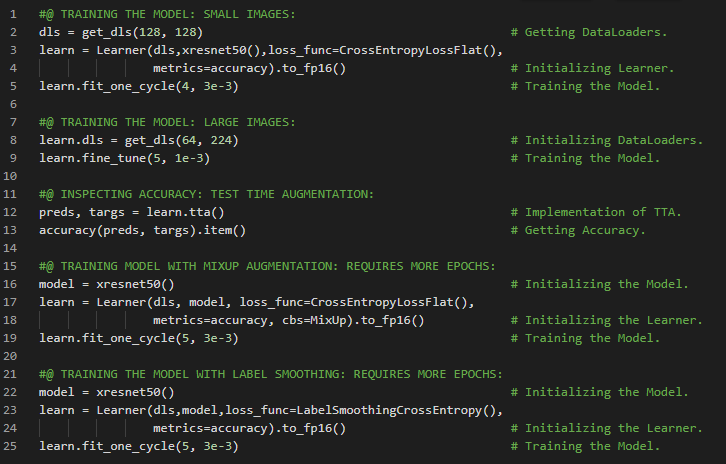 1 #@ TRAINING THE MODEL: SMALL IMAGES:
2 dls = get_dls(128, 128) # Getting DataLoaders.
3 learn = Learner(dls,xresnet50(),loss_func=CrossEntropyLossFlat(),
4 metrics=accuracy).to_fp16() # Initializing Learner.
5 learn.fit_one_cycle(4, 3e-3) # Training the Model.
6
7 #@ TRAINING THE MODEL: LARGE IMAGES:
8 learn.dls = get_dls(64, 224) # Initializing DataLoaders.
9 learn.fine_tune(5, 1e-3) # Training the Model.
10
11 #@ INSPECTING ACCURACY: TEST TIME AUGMENTATION:
12 preds, targs = learn.tta() # Implementation of TTA.
13 accuracy(preds, targs).item() # Getting Accuracy.
14
15 #@ TRAINING MODEL WITH MIXUP AUGMENTATION: REQUIRES MORE EPOCHS:
16 model = xresnet50() # Initializing the Model.
17 learn = Learner(dls, model, loss_func=CrossEntropyLossFlat(),
18 metrics=accuracy, cbs=MixUp).to_fp16() # Initializing the Learner.
19 learn.fit_one_cycle(5, 3e-3) # Training the Model.
20
21 #@ TRAINING THE MODEL WITH LABEL SMOOTHING: REQUIRES MORE EPOCHS:
22 model = xresnet50() # Initializing the Model.
23 learn = Learner(dls,model,loss_func=LabelSmoothingCrossEntropy(),
24 metrics=accuracy).to_fp16() # Initializing the Learner.
25 learn.fit_one_cycle(5, 3e-3) # Training the Model.